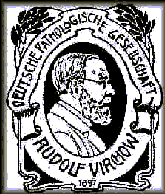 DEUTSCHE PATHOLOGISCHE GESELLSCHAFT
RUDOLF VIRCHOW
1897